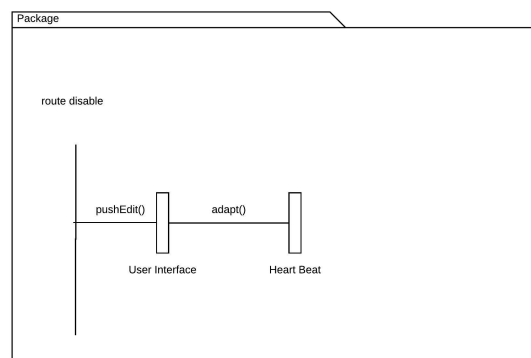 Package
route disable
pushEdit()
adapt()
User Interface
Heart Beat